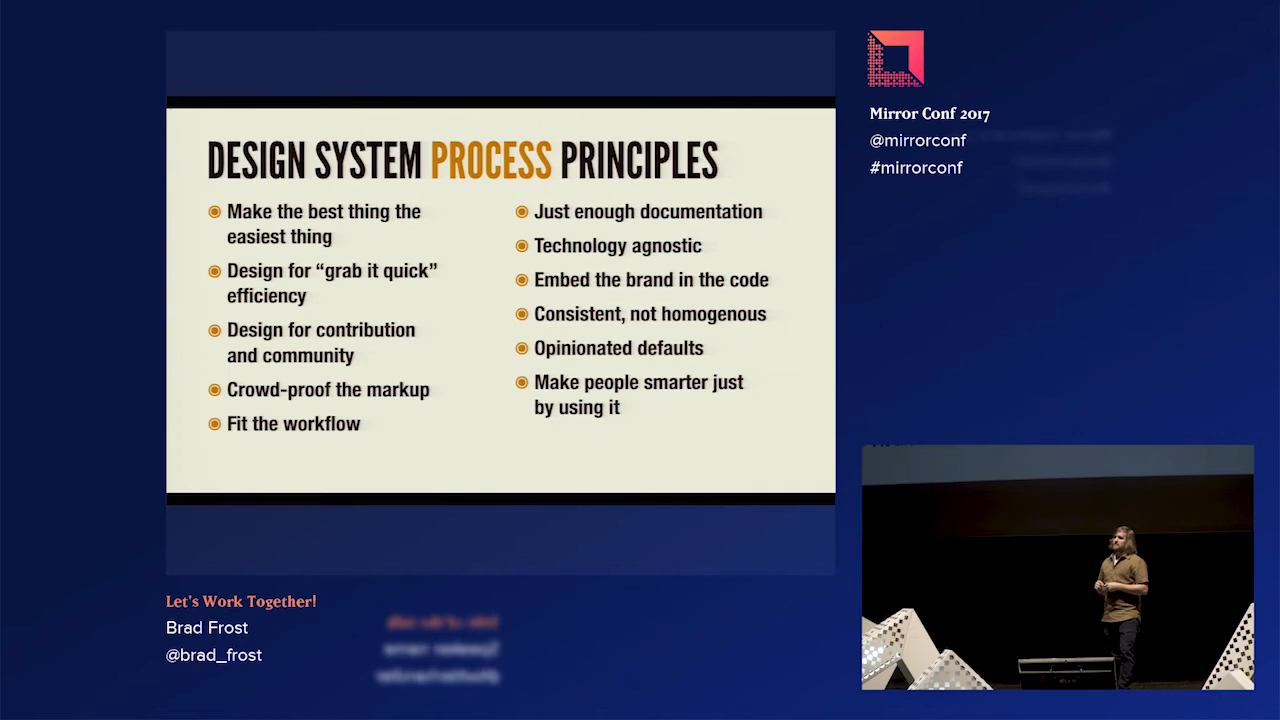 DESIGN SYSTEM PROCESS PRINCIPLES
Make the best thing the
easiest thing
Design for “grab it quick”
efficiency
Design for contribution
and community
Crowd-proof the markup
Fit the workflow
Just enough documentation
Technology agnostic
Embed the brand in the code
Consistent, not homogenous
Opinionated defaults
Make people smarter just
by using it
Mirror Conf 2017
@mirrorconf
#mirrorconf
Let's Work Together!
Brad Frost
@brad_frost